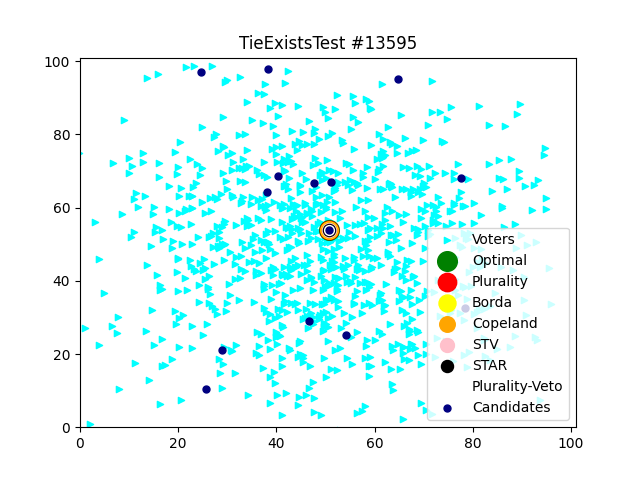 TieExistsTest #13595
100
80
60
40
20
0
0 20 40 60 80 100
Voters
Optimal
Plurality
Borda
Copeland
STV
STAR
Plurality-Veto
Candidates